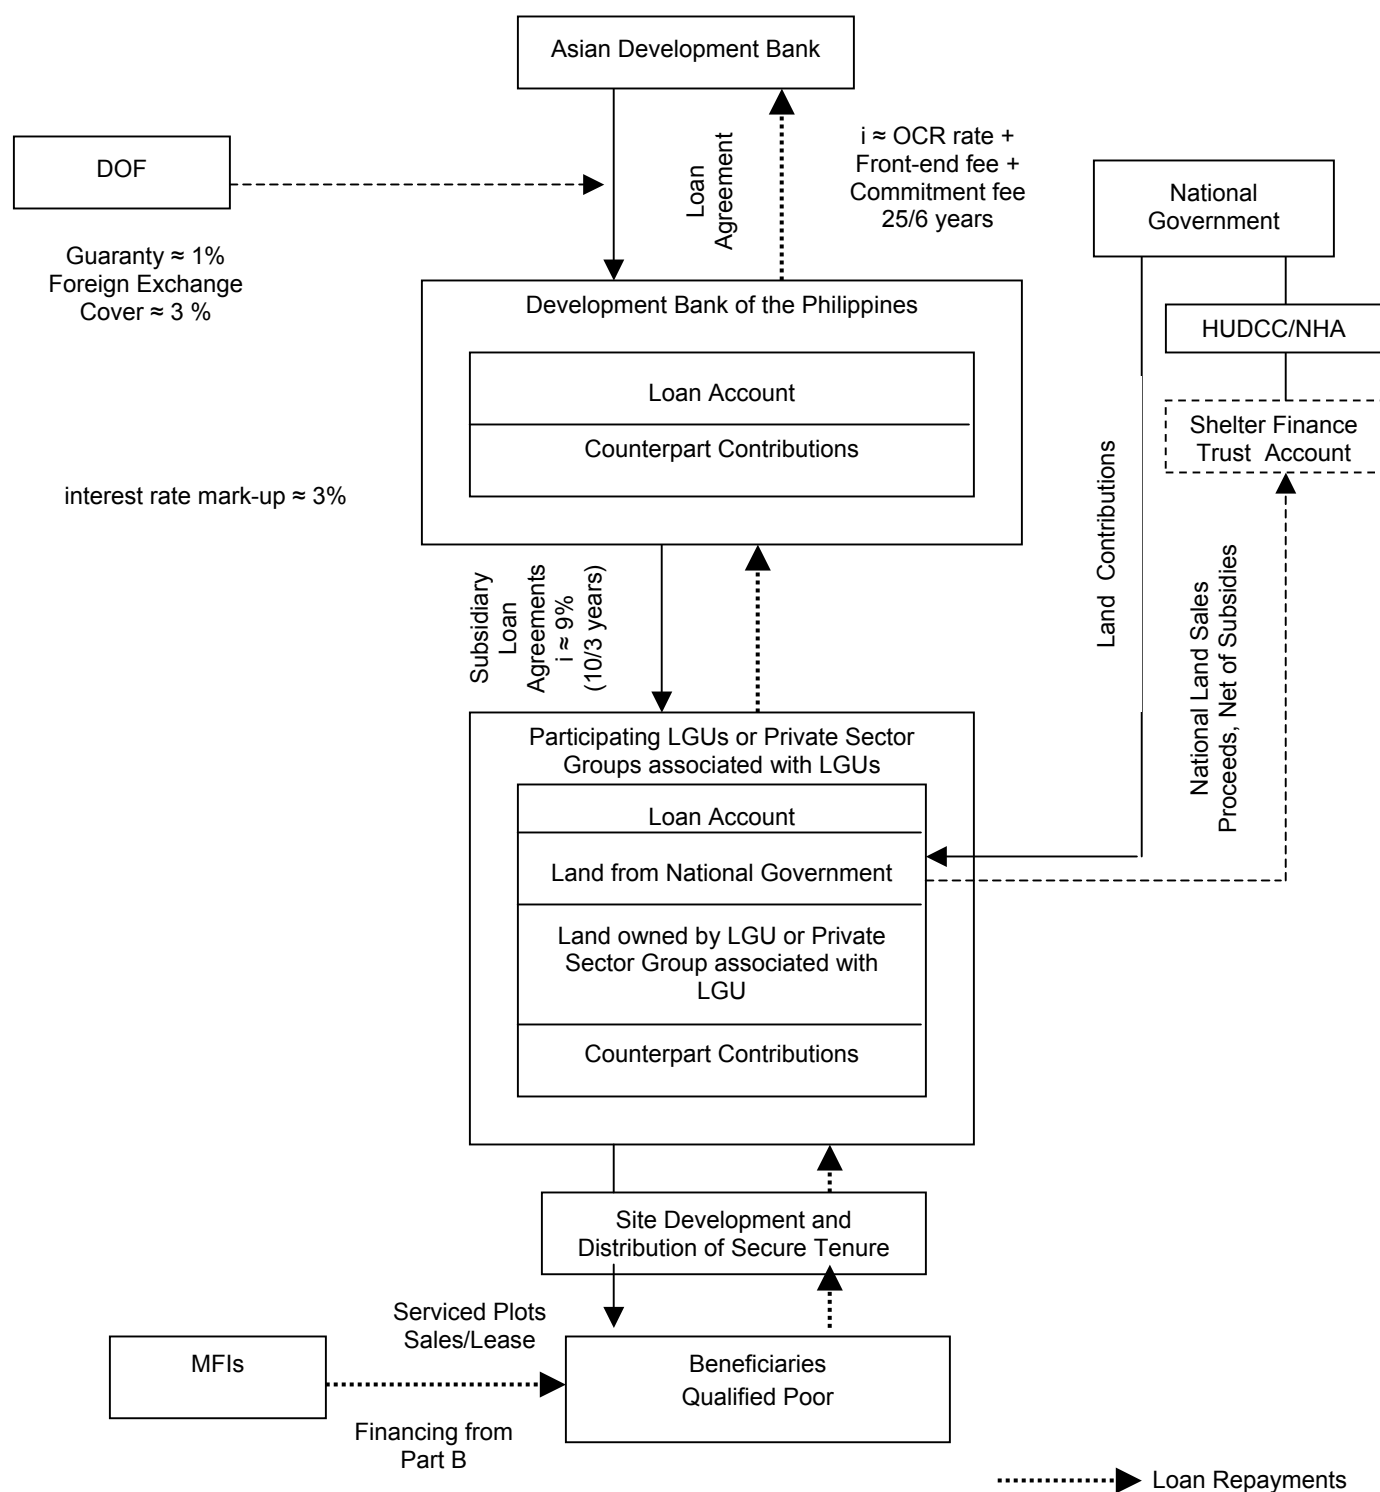 Asian Development Bank
DOF
Guaranty ≈ 1%
Foreign Exchange
Cover ≈ 3 %
Loan
Agreement
i ≈ OCR rate +
Front-end fee +
Commitment fee
25/6 years
National
Government
HUDCC/NHA
Shelter Finance
Trust Account
Development Bank of the Philippines
Loan Account
Counterpart Contributions
interest rate mark-up ≈ 3%
Subsidiary
Loan
Agreements
i ≈ 9%
(10/3 years)
Land Contributions
National Land Sales
Proceeds, Net of Subsidies
Participating LGUs or Private Sector
Groups associated with LGUs
Loan Account
Land from National Government
Land owned by LGU or Private
Sector Group associated with
LGU
Counterpart Contributions
Site Development and
Distribution of Secure Tenure
Serviced Plots
Sales/Lease
MFIs
Financing from
Part B
Beneficiaries
Qualified Poor
Loan Repayments